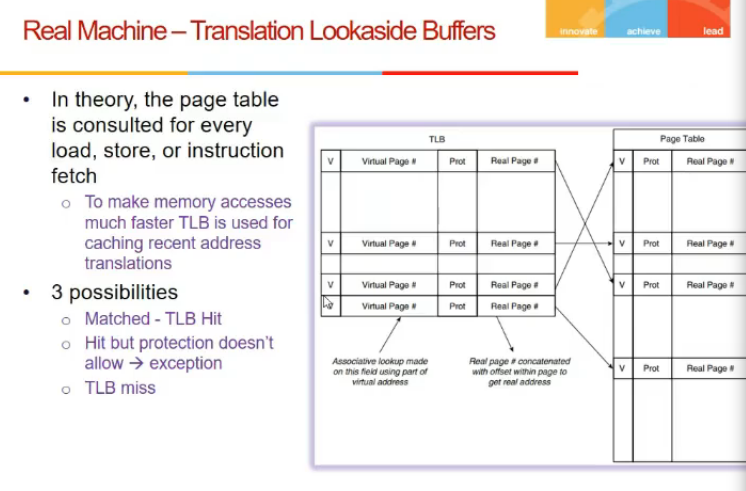 Real Machine – Translation Lookaside Buffers
innovate achieve lead
• In theory, the page table
is consulted for every
load, store, or instruction
fetch
o To make memory accesses
much faster TLB is used for
caching recent address
translations
• 3 possibilities
o Matched - TLB Hit
o Hit but protection doesn't
allow → exception
o TLB miss
TLB
V Virtual Page # Prot Real Page #
V Virtual Page # Prot Real Page #
V Virtual Page # Prot Real Page #
V Virtual Page # Prot Real Page #
Associative lookup made
on this field using part of
virtual address
Real page # concatenated
with offset within page to
get real address
Page Table
V Prot Real Page #
V Prot Real Page #
V Prot Real Page #
V Prot Real Page #